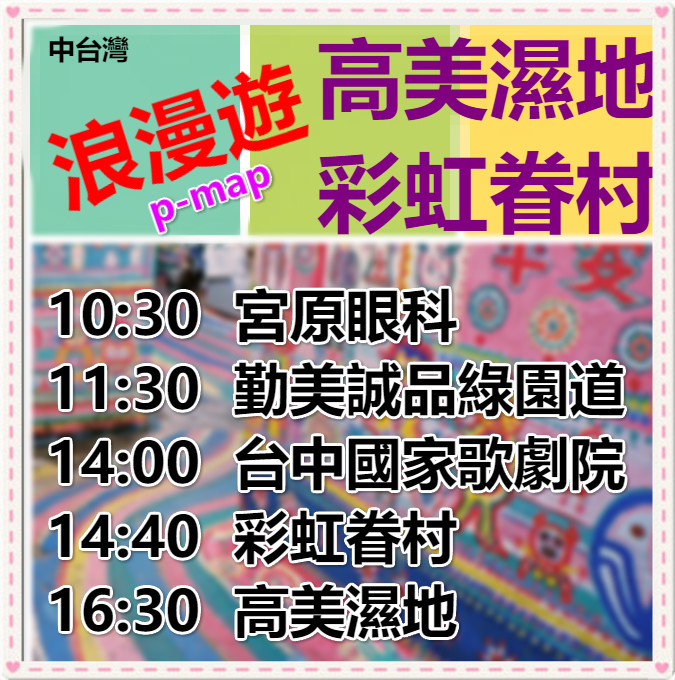 中台灣
浪漫遊
p-map
高美濕地
彩虹眷村
平安
10:30 宮原眼科
11:30 勤美誠品綠園道
14:00 台中國家歌劇院
14:40 彩虹眷村
16:30 高美濕地